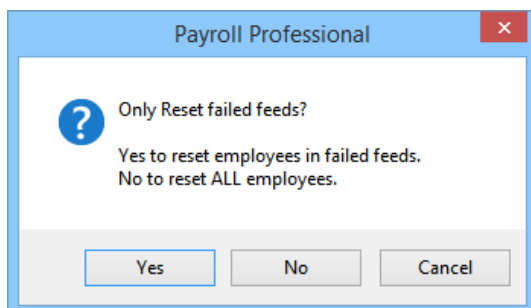 Payroll Professional
Only Reset failed feeds?
Yes to reset employees in failed feeds.
No to reset ALL employees.
Yes
No
Cancel